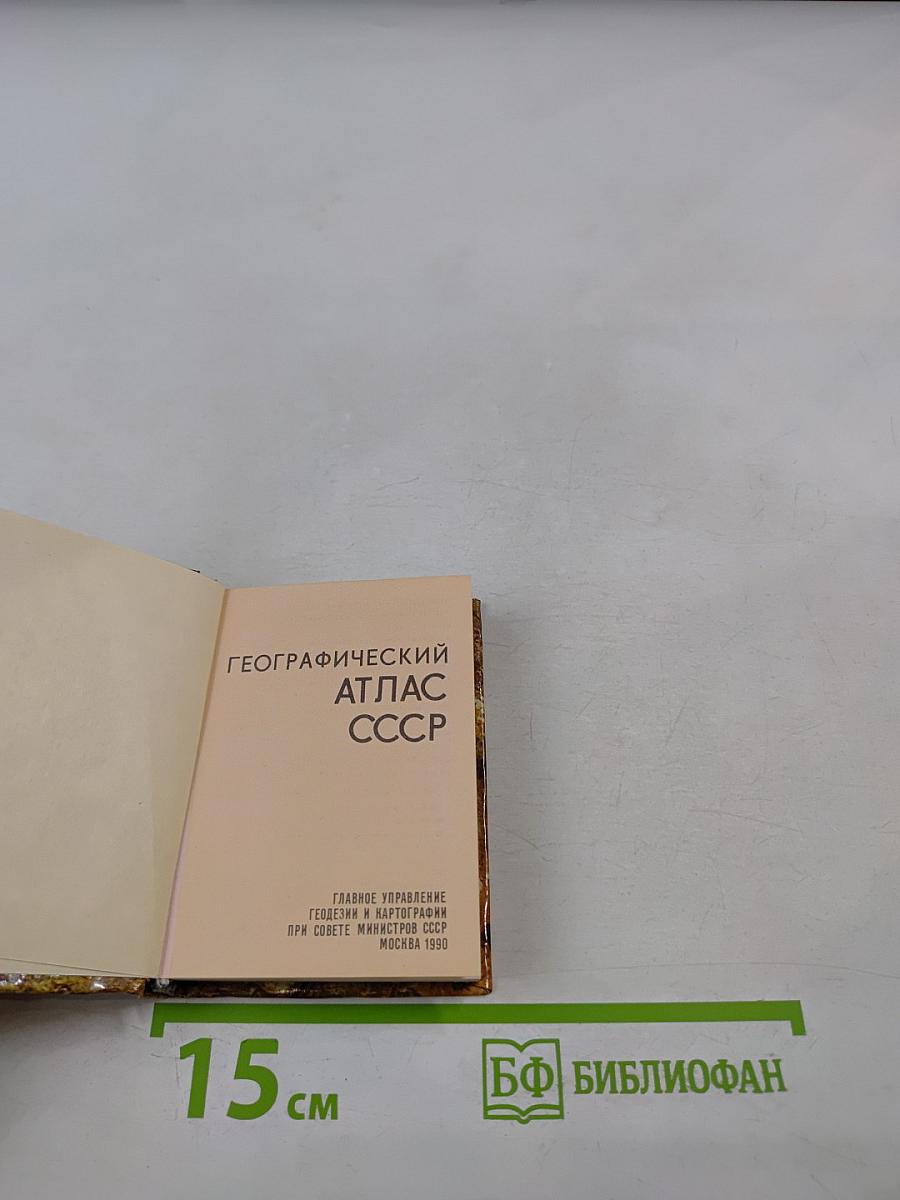 ГЕОГРАФИЧЕСКИЙ
АТЛАС
СССР
ГЛАВНОЕ УПРАВЛЕНИЕ
ГЕОДЕЗИИ И КАРТОГРАФИИ
ПРИ СОВЕТЕ МИНИСТРОВ СССР
МОСКВА 1990
15 см
БФ БИБЛИОФАН